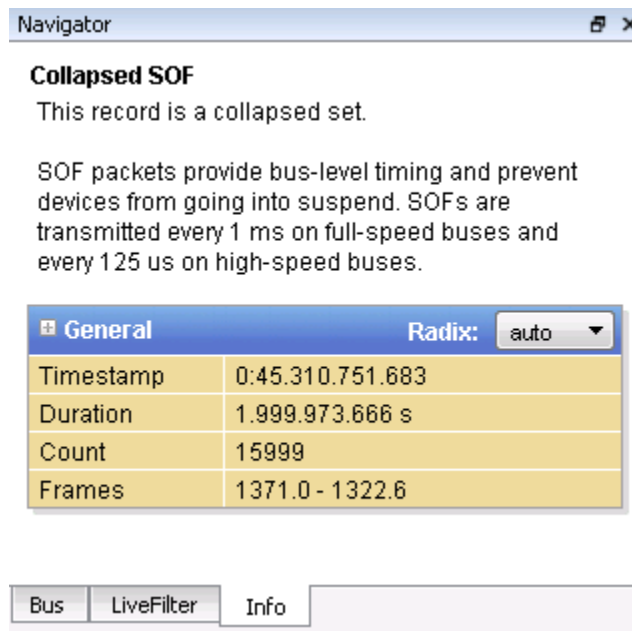 Navigator
Collapsed SOF
This record is a collapsed set.
SOF packets provide bus-level timing and prevent
devices from going into suspend. SOFs are
transmitted every 1 ms on full-speed buses and
every 125 us on high-speed buses.
General Radix: auto
Timestamp 0:45.310.751.683
Duration 1.999.973.666 s
Count 15999
Frames 1371.0 - 1322.6
Bus LiveFilter Info